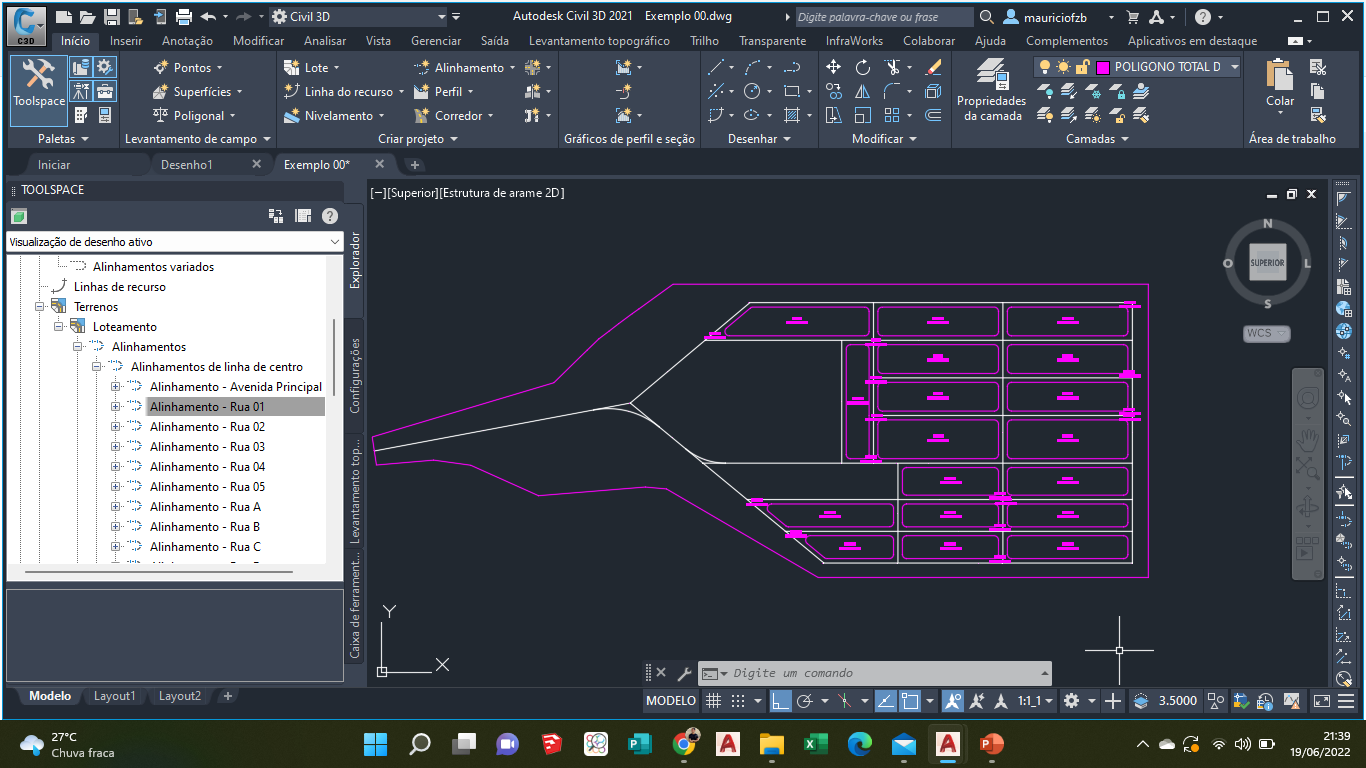 C3D
Civil 3D
Autodesk Civil 3D 2021 Exemplo 00.dwg
Digite palavra-chave ou frase
mauriciofzb
Início Inserir Anotação Modificar Analisar Vista Gerenciar Saída Levantamento topográfico Trilho Transparente InfraWorks Colaborar Ajuda Complementos Aplicativos em destaque
Toolspace
Pontos
Superfícies
Poligonal
Lote
Linha do recurso
Nivelamento
Alinhamento
Perfil
Corredor
Propriedades
da camada
POLIGONO TOTAL D
Colar
Paletas
Levantamento de campo
Criar projeto
Gráficos de perfil e seção
Desenhar
Modificar
Camadas
Área de trabalho
Iniciar
Desenho1
Exemplo 00*
TOOLSPACE
Visualização de desenho ativo
Alinhamentos variados
Linhas de recurso
Terrenos
Loteamento
Alinhamentos
Alinhamentos de linha de centro
Alinhamento - Avenida Principal
Alinhamento - Rua 01
Alinhamento - Rua 02
Alinhamento - Rua 03
Alinhamento - Rua 04
Alinhamento - Rua 05
Alinhamento - Rua A
Alinhamento - Rua B
Alinhamento - Rua C
Explorador
Configurações
Levantamento top...
Caixa de ferrament...
[−][Superior][Estrutura de arame 2D]
N
O
SUPERIOR
L
S
WCS
Y
X
Digite um comando
Modelo Layout1 Layout2
MODELO
1:1_1
3.5000
27°C
Chuva fraca
21:39
19/06/2022